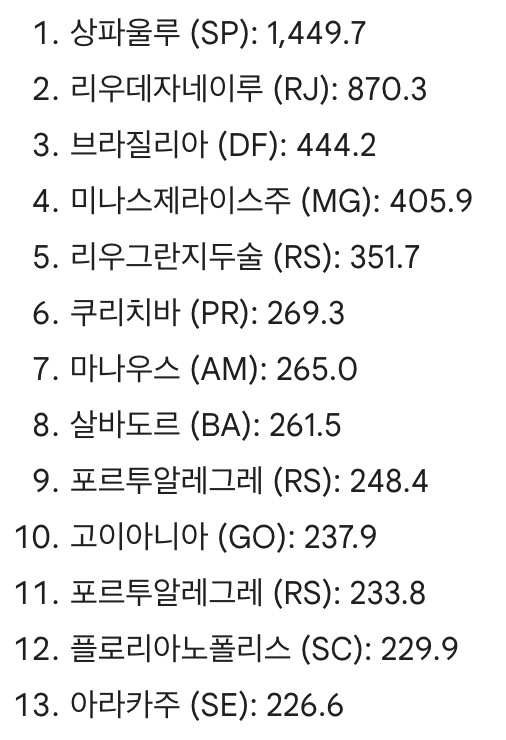 1. 상파울루 (SP): 1,449.7
2. 리우데자네이루 (RJ): 870.3
3. 브라질리아 (DF): 444.2
4. 미나스제라이스주 (MG): 405.9
5. 리우그란지두술 (RS): 351.7
6. 쿠리치바 (PR): 269.3
7. 마나우스 (AM): 265.0
8. 살바도르 (BA): 261.5
9. 포르투알레그레 (RS): 248.4
10. 고이아니아 (GO): 237.9
11. 포르투알레그레 (RS): 233.8
12. 플로리아노폴리스 (SC): 229.9
13. 아라카주 (SE): 226.6